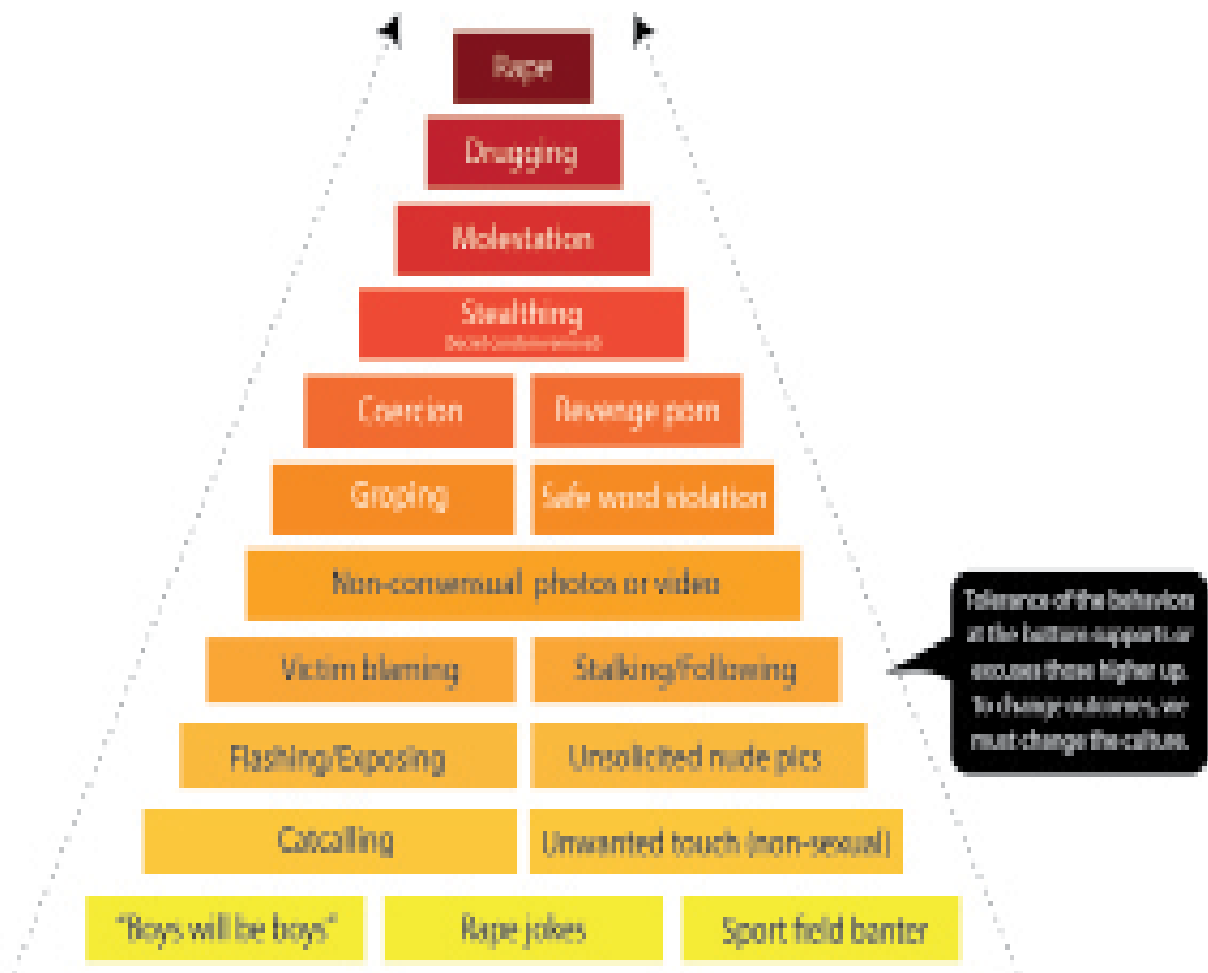 Rape
Drugging
Molestation
Stealthing
Coercion
Revenge porn
Groping
Safe word violation
Non-consensual photos or video
Victim blaming
Stalking/Following
Tolerance of the behaviors
at the bottom supports or
excuses those higher up.
To change outcomes, we
must change the culture.
Flashing/Exposing
Unsolicited nude pics
Catcalling
Unwanted touch (non-sexual)
"Boys will be boys"
Rape jokes
Sport field banter